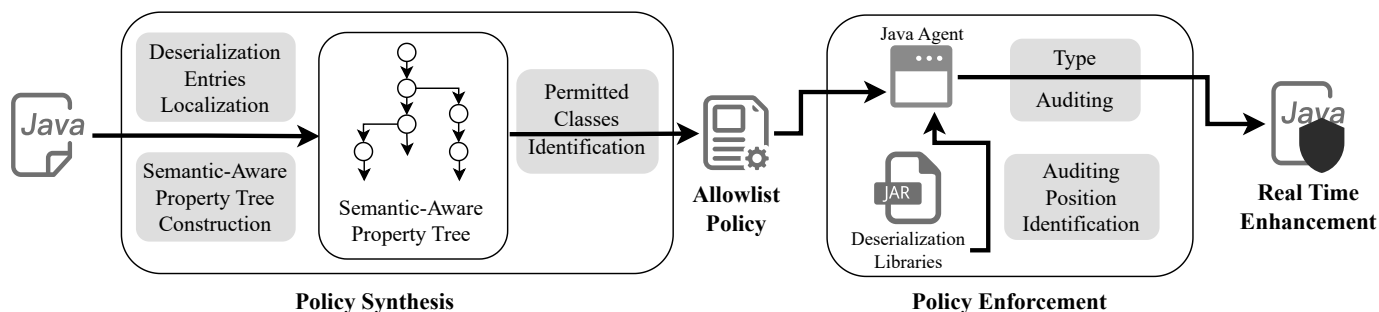 Java
Deserialization
Entries
Localization
Semantic-Aware
Property Tree
Construction
Semantic-Aware
Property Tree
Permitted
Classes
Identification
Policy Synthesis
Allowlist
Policy
Java Agent
JAR
Deserialization
Libraries
Type
Auditing
Auditing
Position
Identification
Policy Enforcement
Java
Real Time
Enhancement